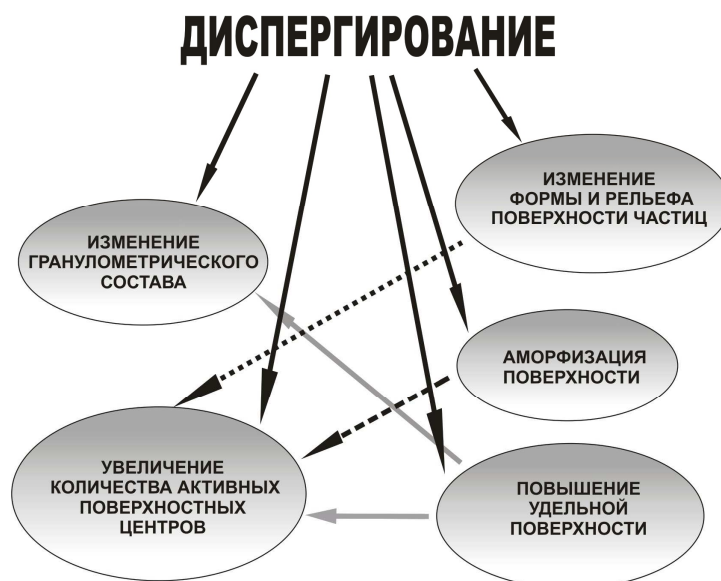 ДИСПЕРГИРОВАНИЕ
ИЗМЕНЕНИЕ
ФОРМЫ И РЕЛЬЕФА
ПОВЕРХНОСТИ ЧАСТИЦ
ИЗМЕНЕНИЕ
ГРАНУЛОМЕТРИЧЕСКОГО
СОСТАВА
АМОРФИЗАЦИЯ
ПОВЕРХНОСТИ
УВЕЛИЧЕНИЕ
КОЛИЧЕСТВА АКТИВНЫХ
ПОВЕРХНОСТНЫХ
ЦЕНТРОВ
ПОВЫШЕНИЕ
УДЕЛЬНОЙ
ПОВЕРХНОСТИ